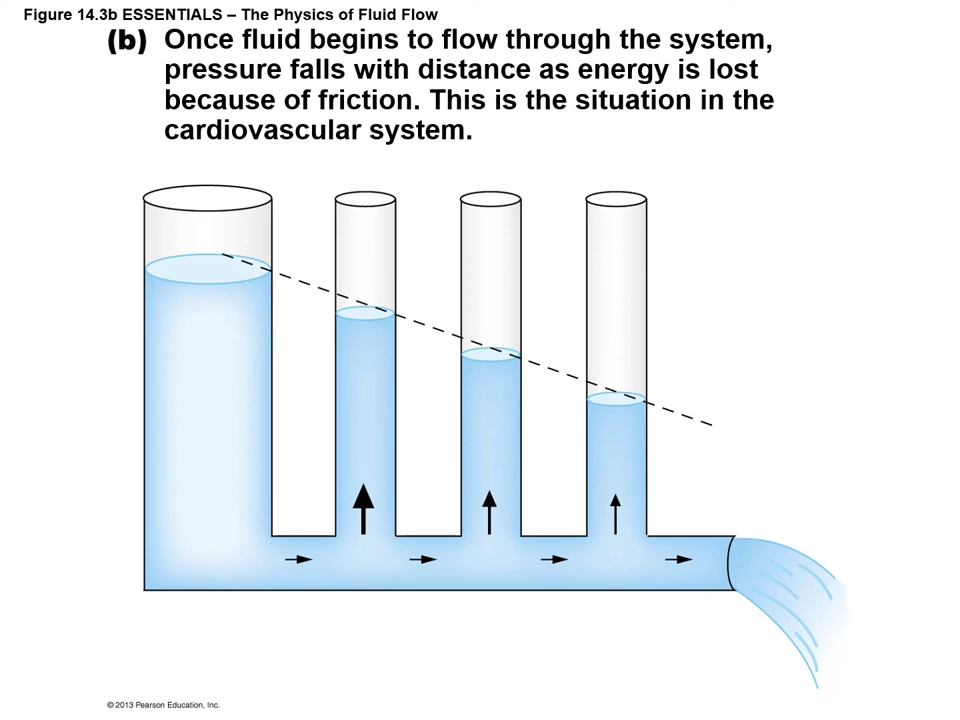 Figure 14.3b ESSENTIALS – The Physics of Fluid Flow
(b) Once fluid begins to flow through the system,
pressure falls with distance as energy is lost
because of friction. This is the situation in the
cardiovascular system.
© 2013 Pearson Education, Inc.